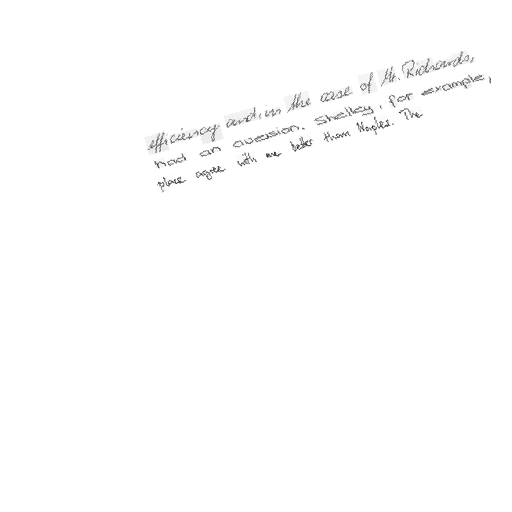 efficiency and, in the case of Mr. Richards,
had an aversion. Shelley, for example,
place agree with me better than Naples. The